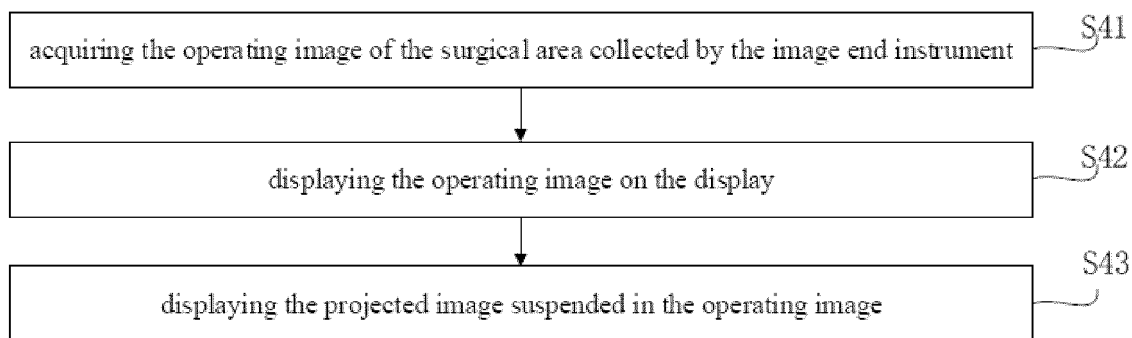 S41
acquiring the operating image of the surgical area collected by the image end instrument
S42
displaying the operating image on the display
S43
displaying the projected image suspended in the operating image